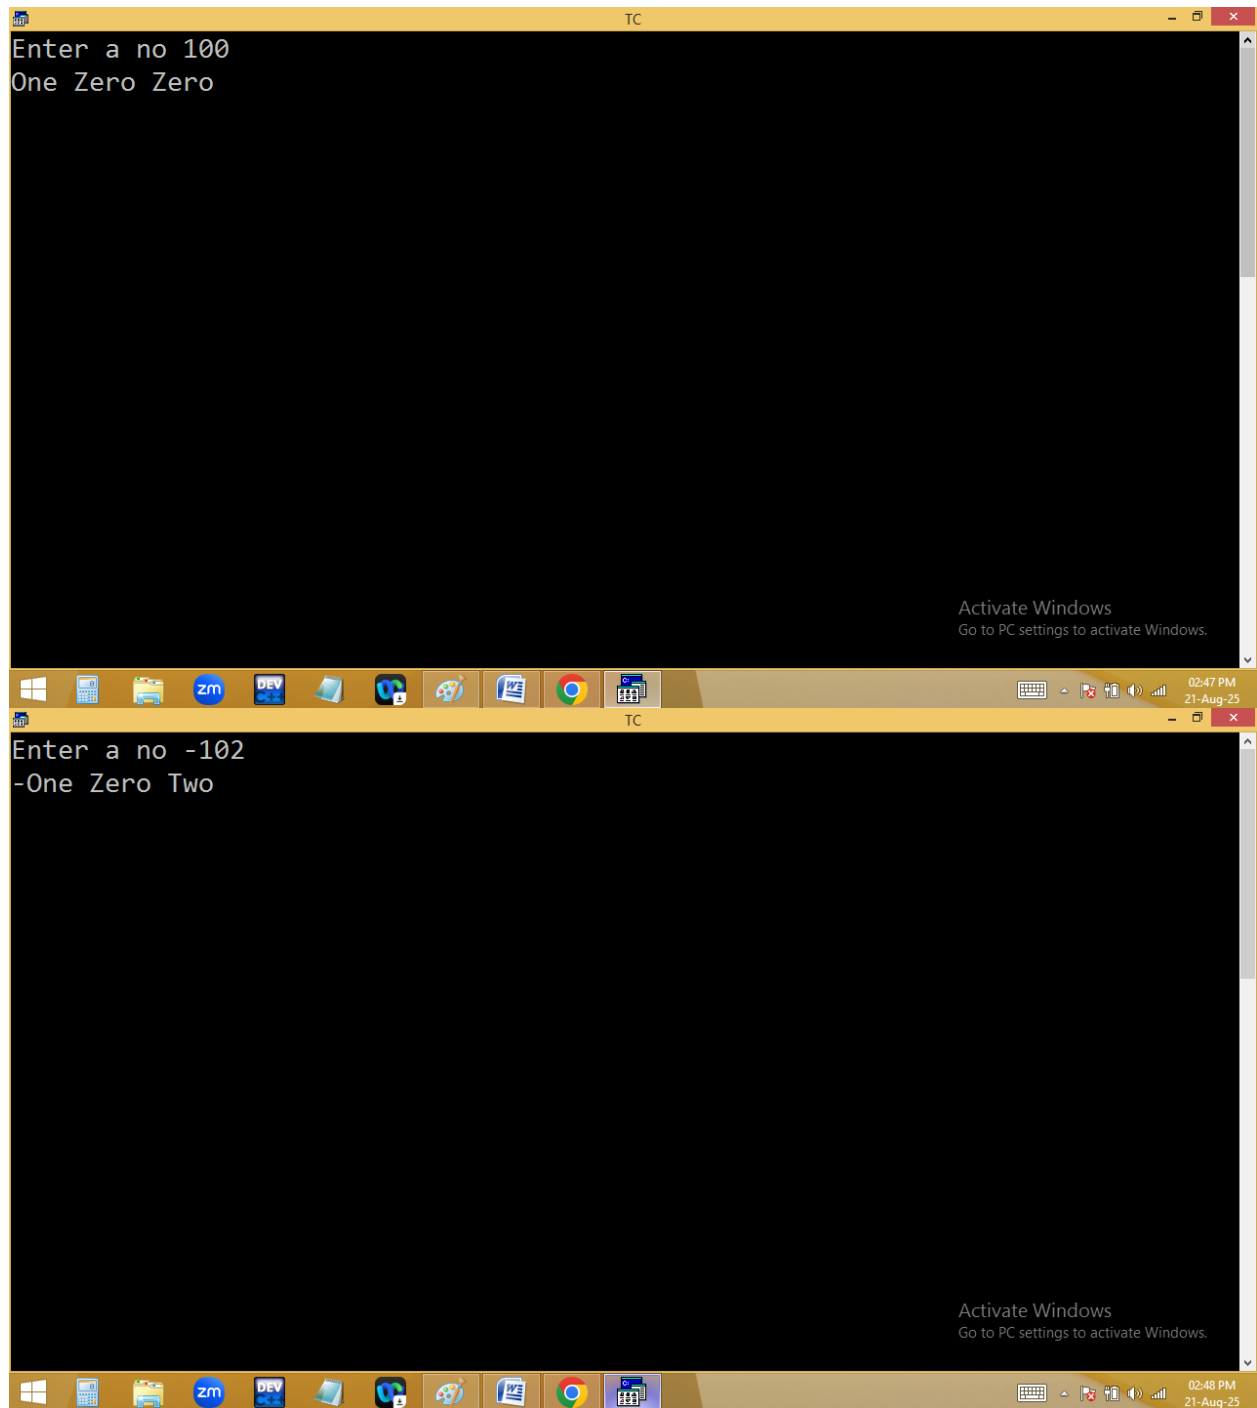 TC
Enter a no 100
One Zero Zero
Activate Windows
Go to PC settings to activate Windows.
zm
DEV
C++
W
02:47 PM
21-Aug-25
TC
Enter a no -102
-One Zero Two
Activate Windows
Go to PC settings to activate Windows.
zm
DEV
C++
W
02:48 PM
21-Aug-25